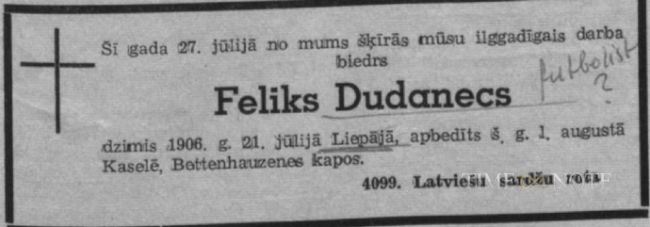 Šī gada 27. jūlijā no mums šķīrās mūsu ilggadīgais darba
biedrs
futbolist
?
Feliks Dudanecs
dzimis 1906. g. 21. jūlijā Liepājā, apbedīts š. g. 1. augustā
Kaselē, Bettenhauzenes kapos.
4099. Latviešu sardžu rota